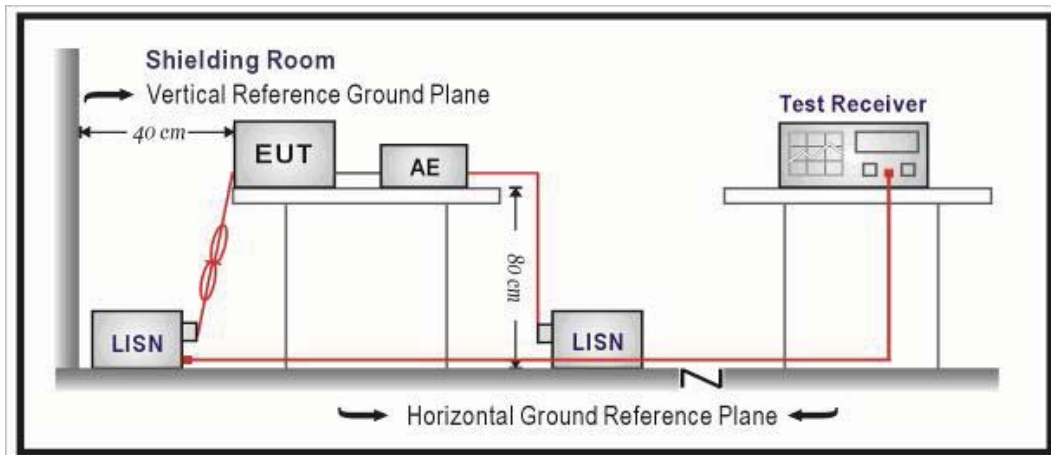 Shielding Room
Vertical Reference Ground Plane
40 cm
EUT
AE
Test Receiver
80 cm
LISN
LISN
Horizontal Ground Reference Plane